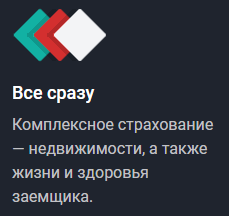 Все сразу
Комплексное страхование
— недвижимости, а также
жизни и здоровья
заемщика.